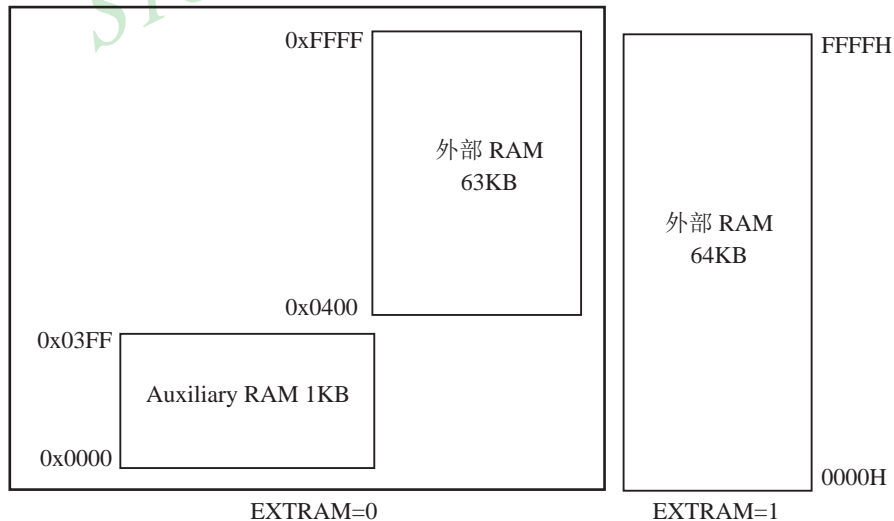 0xFFFF
外部 RAM
63KB
0x0400
0x03FF
Auxiliary RAM 1KB
0x0000
EXTRAM=0
FFFFH
外部 RAM
64KB
0000H
EXTRAM=1